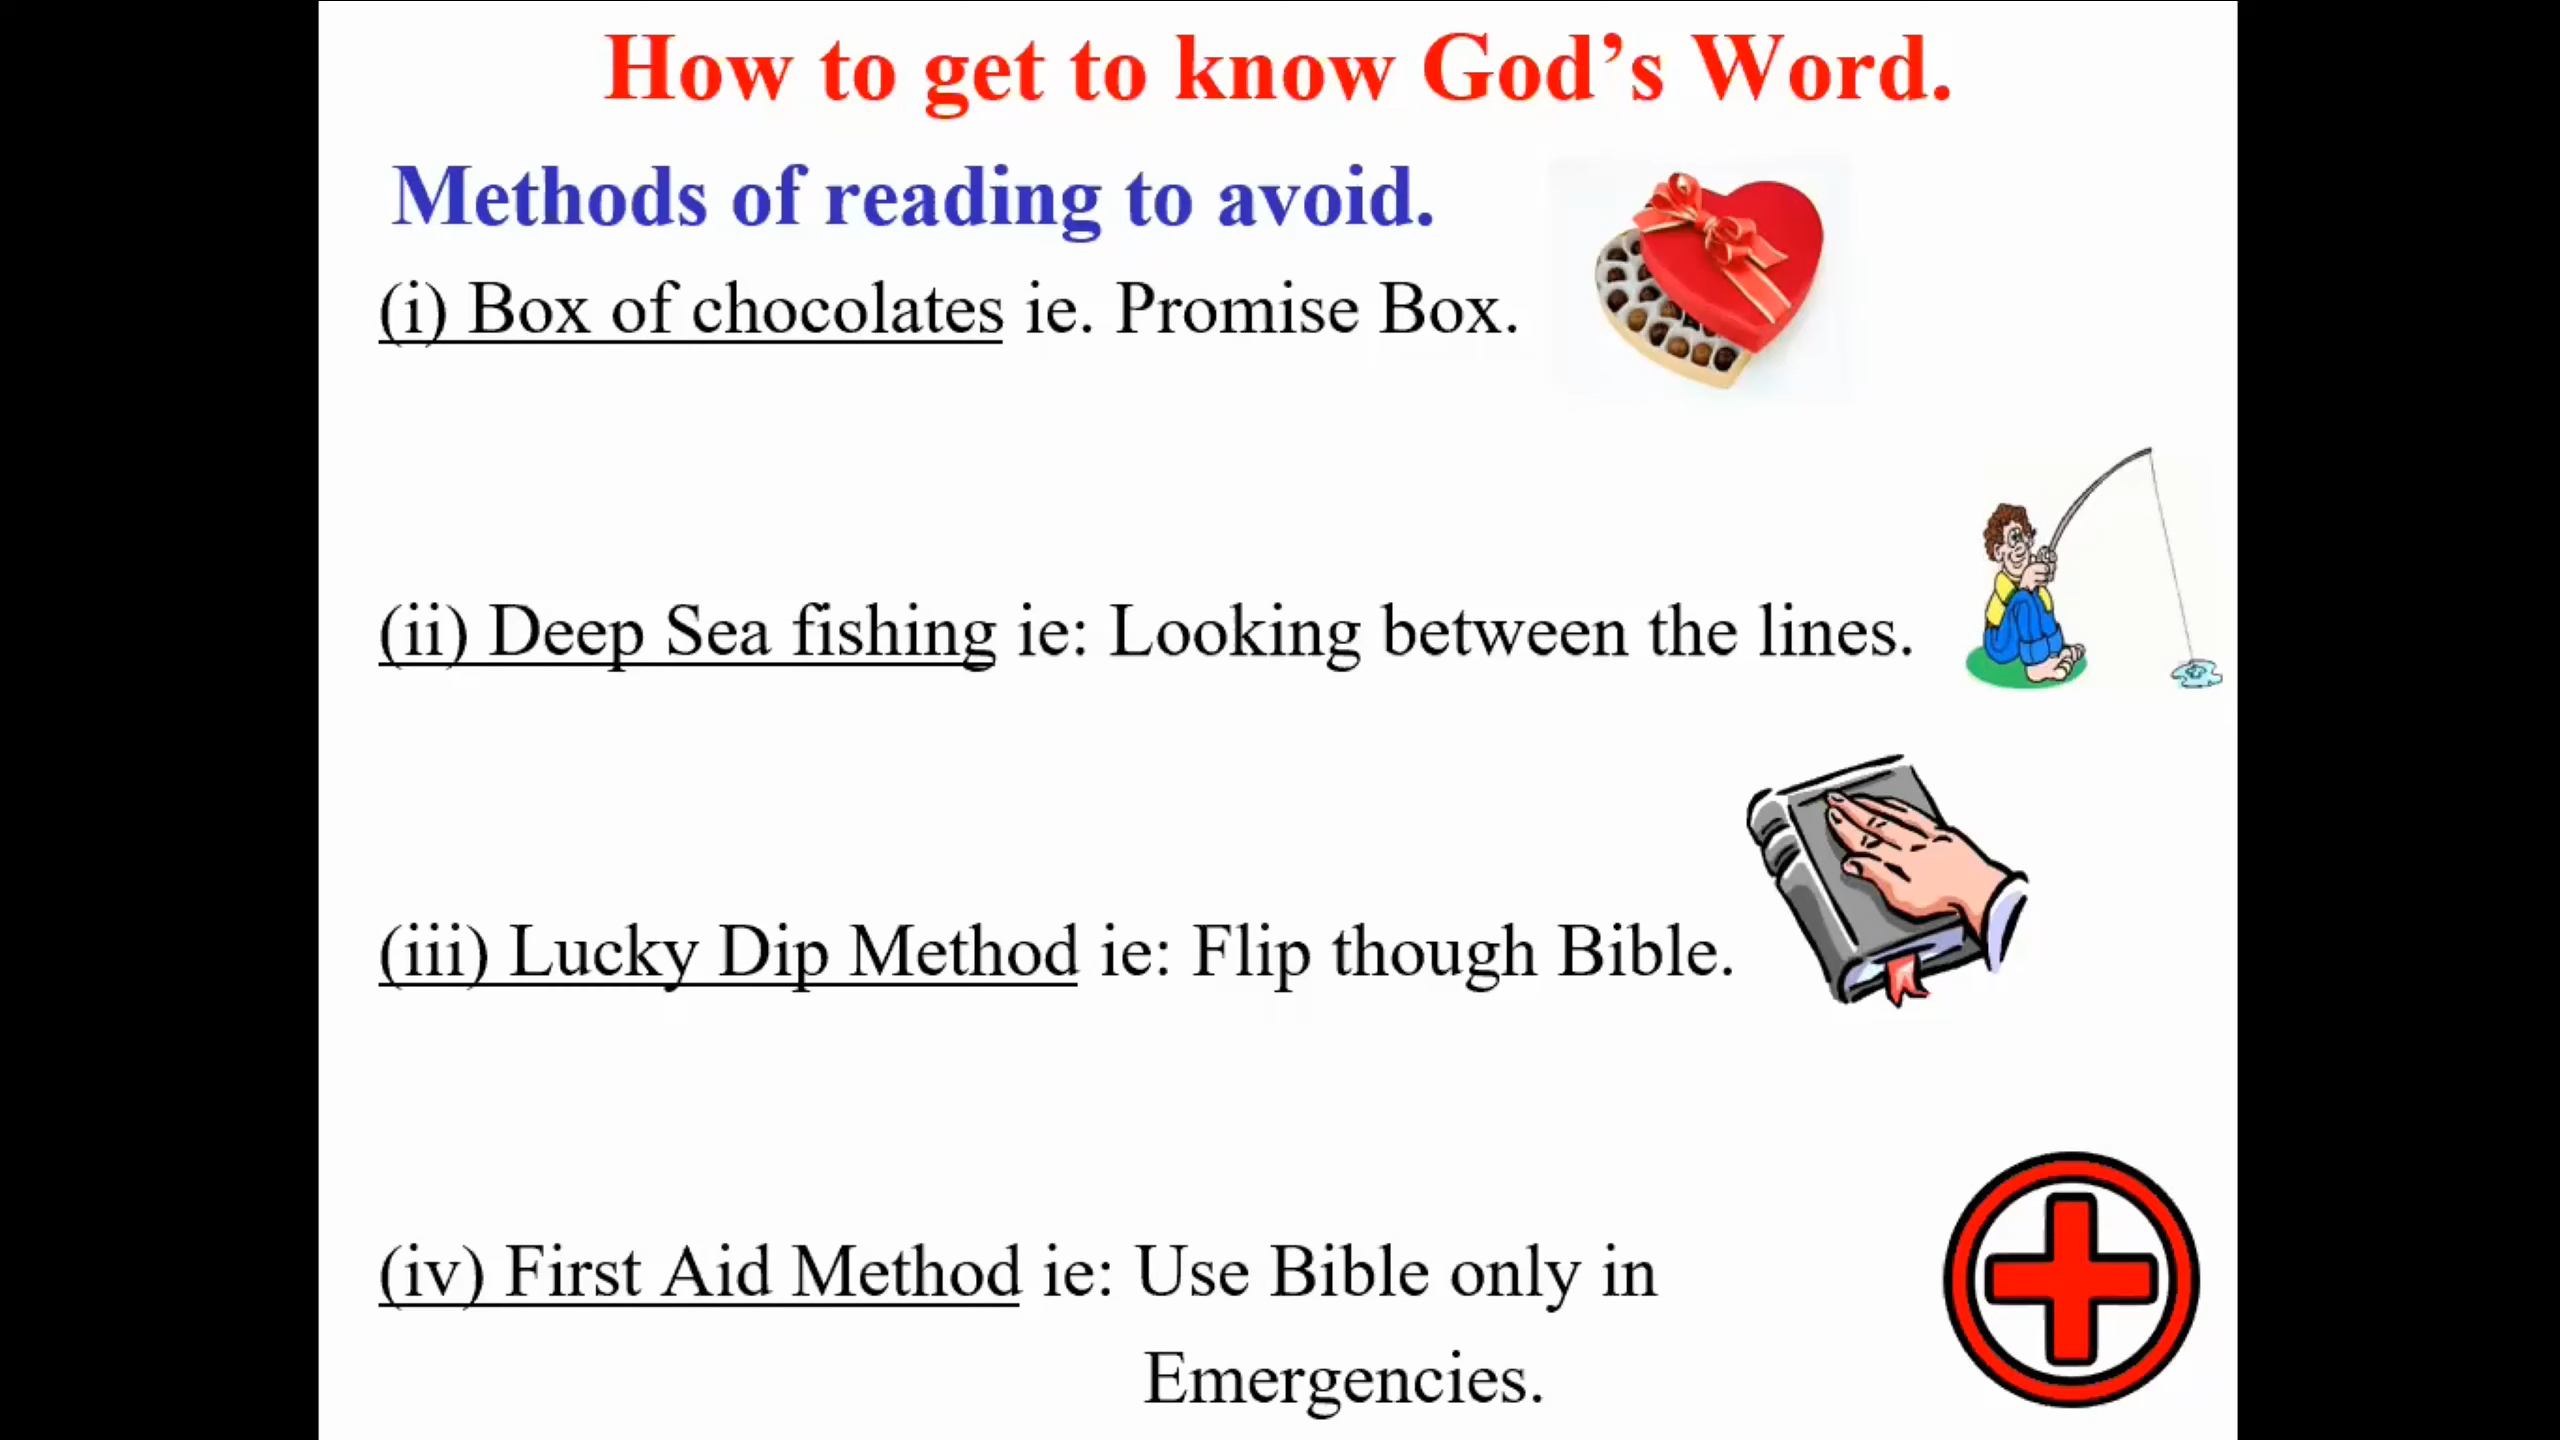 How to get to know God’s Word.
Methods of reading to avoid.
(i) Box of chocolates ie. Promise Box.
(ii) Deep Sea fishing ie: Looking between the lines.
(iii) Lucky Dip Method ie: Flip though Bible.
(iv) First Aid Method ie: Use Bible only in
Emergencies.